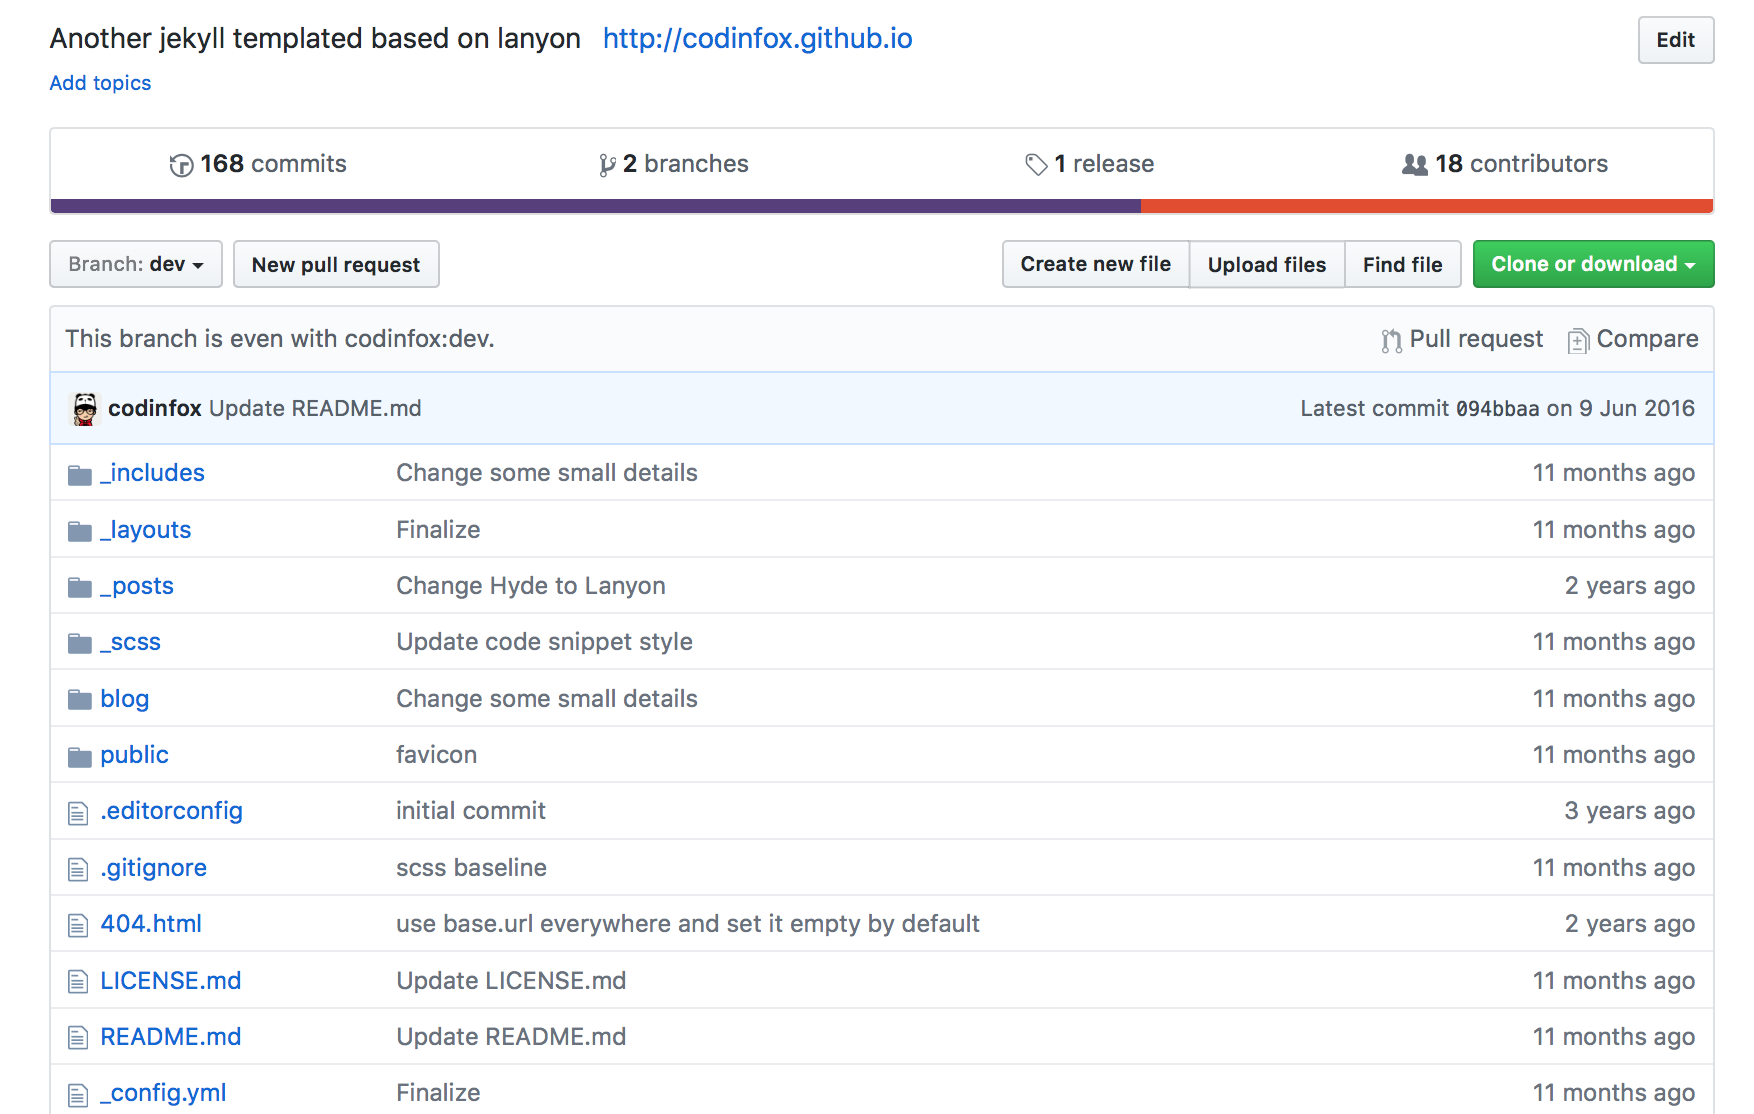 Another jekyll templated based on lanyon http://codinfox.github.io Edit
Add topics
168 commits 2 branches 1 release 18 contributors
Branch: dev New pull request Create new file Upload files Find file Clone or download
This branch is even with codinfox:dev. Pull request Compare
codinfox Update README.md Latest commit 094bbaa on 9 Jun 2016
_includes Change some small details 11 months ago
_layouts Finalize 11 months ago
_posts Change Hyde to Lanyon 2 years ago
_scss Update code snippet style 11 months ago
blog Change some small details 11 months ago
public favicon 11 months ago
.editorconfig initial commit 3 years ago
.gitignore scss baseline 11 months ago
404.html use base.url everywhere and set it empty by default 2 years ago
LICENSE.md Update LICENSE.md 11 months ago
README.md Update README.md 11 months ago
_config.yml Finalize 11 months ago